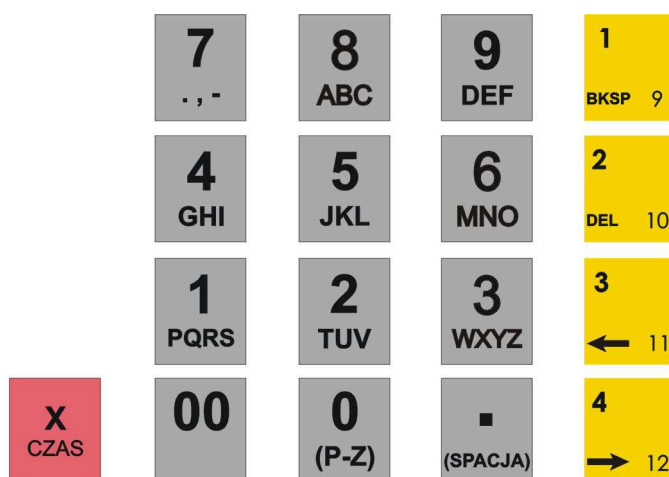 7
. , -
8
ABC
9
DEF
1
BKSP 9
4
GHI
5
JKL
6
MNO
2
DEL 10
1
PQRS
2
TUV
3
WXYZ
3
← 11
X
CZAS
00
0
(P-Z)
.
(SPACJA)
4
→ 12